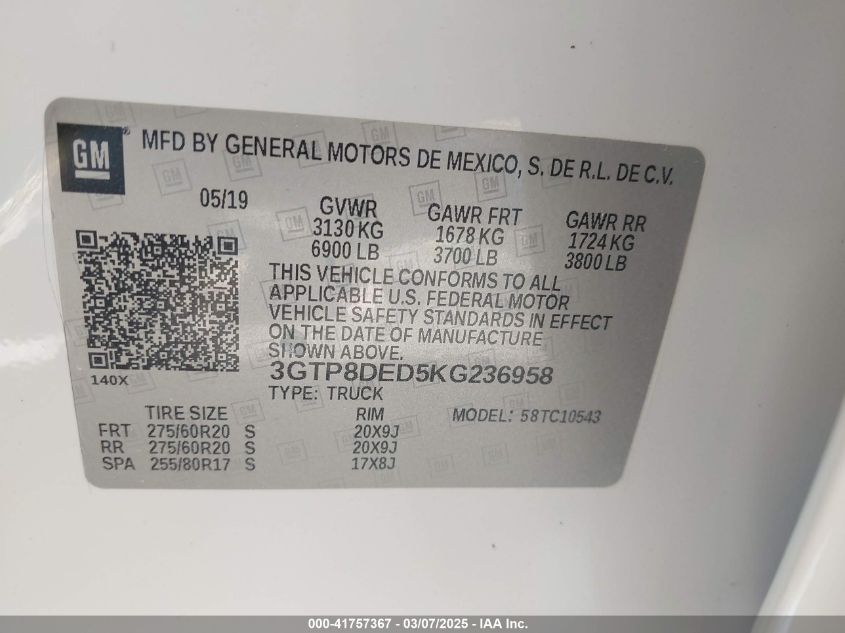 GM
MFD BY GENERAL MOTORS DE MEXICO, S. DE R.L. DE C.V.
05/19 GVWR GAWR FRT GAWR RR
3130 KG 1678 KG 1724 KG
6900 LB 3700 LB 3800 LB
THIS VEHICLE CONFORMS TO ALL
APPLICABLE U.S. FEDERAL MOTOR
VEHICLE SAFETY STANDARDS IN EFFECT
ON THE DATE OF MANUFACTURE
SHOWN ABOVE.
3GTP8DED5KG236958
140X
TYPE: TRUCK
TIRE SIZE RIM MODEL: 58TC10543
FRT 275/60R20 S 20X9J
RR 275/60R20 S 20X9J
SPA 255/80R17 S 17X8J
000-41757367 - 03/07/2025 - IAA Inc.